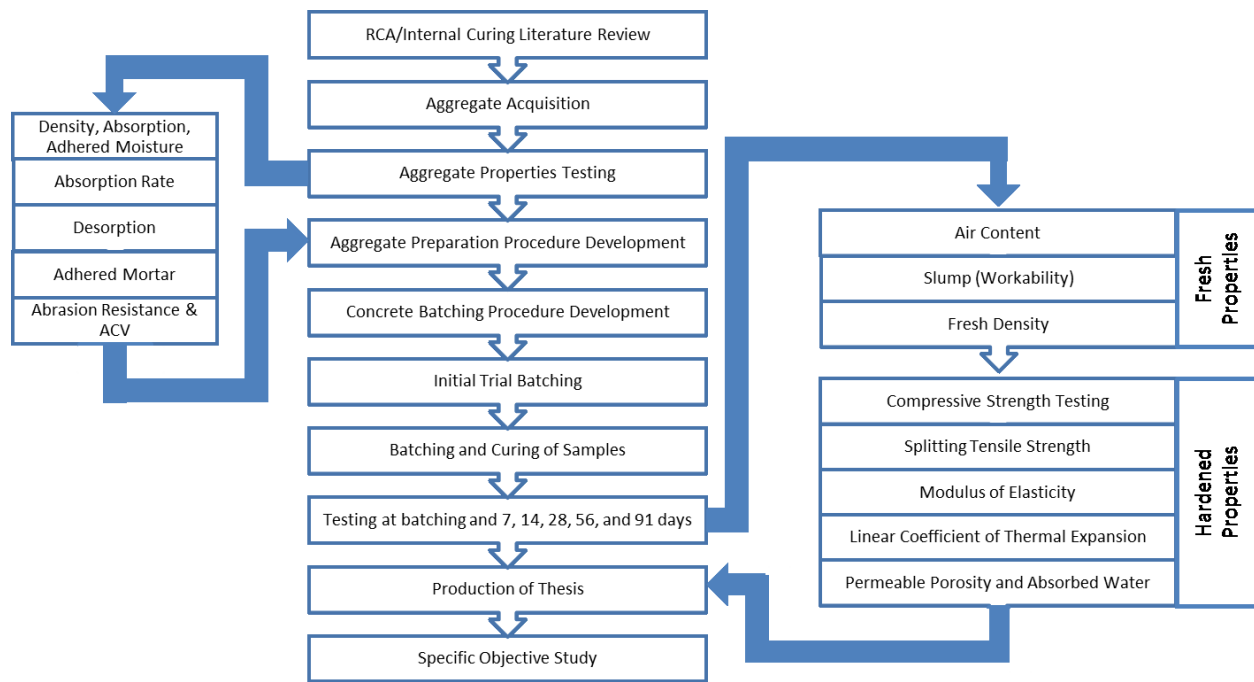 RCA/Internal Curing Literature Review
Aggregate Acquisition
Aggregate Properties Testing
Aggregate Preparation Procedure Development
Concrete Batching Procedure Development
Initial Trial Batching
Batching and Curing of Samples
Testing at batching and 7, 14, 28, 56, and 91 days
Production of Thesis
Specific Objective Study
Density, Absorption,
Adhered Moisture
Absorption Rate
Desorption
Adhered Mortar
Abrasion Resistance &
ACV
Air Content
Slump (Workability)
Fresh Density
Fresh
Properties
Compressive Strength Testing
Splitting Tensile Strength
Modulus of Elasticity
Linear Coefficient of Thermal Expansion
Permeable Porosity and Absorbed Water
Hardened
Properties